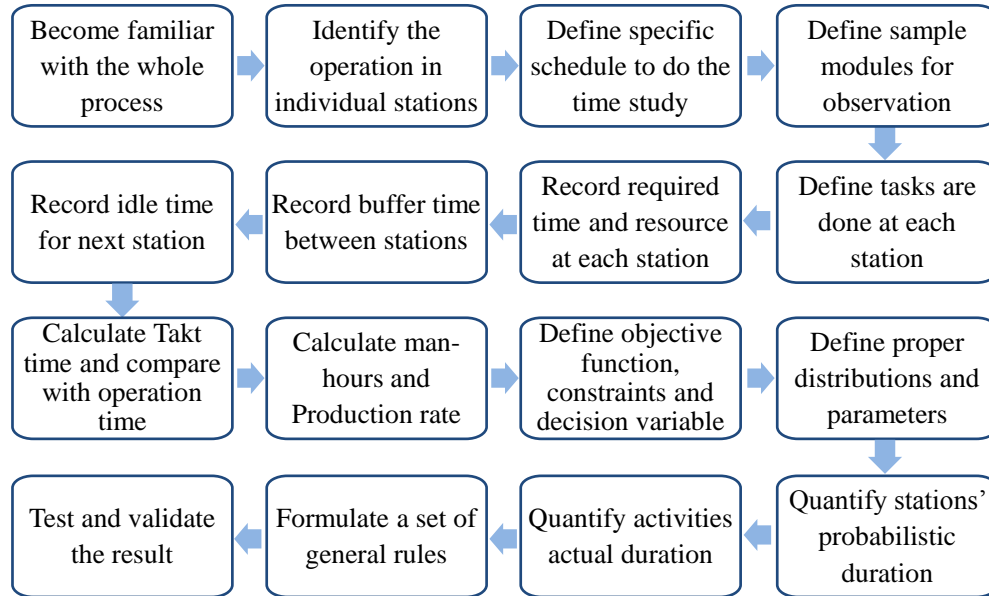 Become familiar
with the whole
process
Identify the
operation in
individual stations
Define specific
schedule to do the
time study
Define sample
modules for
observation
Define tasks are
done at each
station
Record required
time and resource
at each station
Record buffer time
between stations
Record idle time
for next station
Calculate Takt
time and compare
with operation
time
Calculate man-
hours and
Production rate
Define objective
function,
constraints and
decision variable
Define proper
distributions and
parameters
Quantify stations’
probabilistic
duration
Quantify activities
actual duration
Formulate a set of
general rules
Test and validate
the result